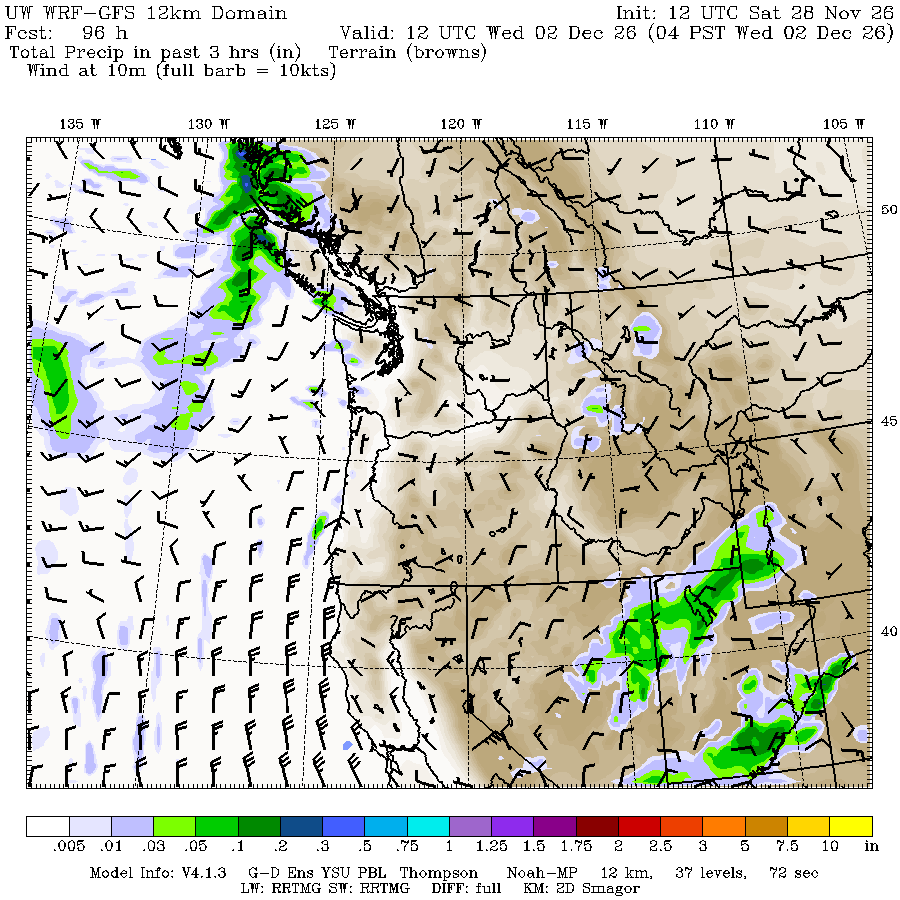 UW WRF-GFS 12km Domain Init: 12 UTC Sat 28 Nov 26
Fcst: 96 h Valid: 12 UTC Wed 02 Dec 26 (04 PST Wed 02 Dec 26)
Total Precip in past 3 hrs (in) Terrain (browns)
Wind at 10m (full barb = 10kts)
135 W 130 W 125 W 120 W 115 W 110 W 105 W
50
45
40
.005 .01 .03 .05 .1 .2 .3 .5 .75 1 1.25 1.5 1.75 2 2.5 3 5 7.5 10 in
Model Info: V4.1.3 G-D Ens YSU PBL Thompson Noah-MP 12 km, 37 levels, 72 sec
LW: RRTMG SW: RRTMG DIFF: full KM: 2D Smagor